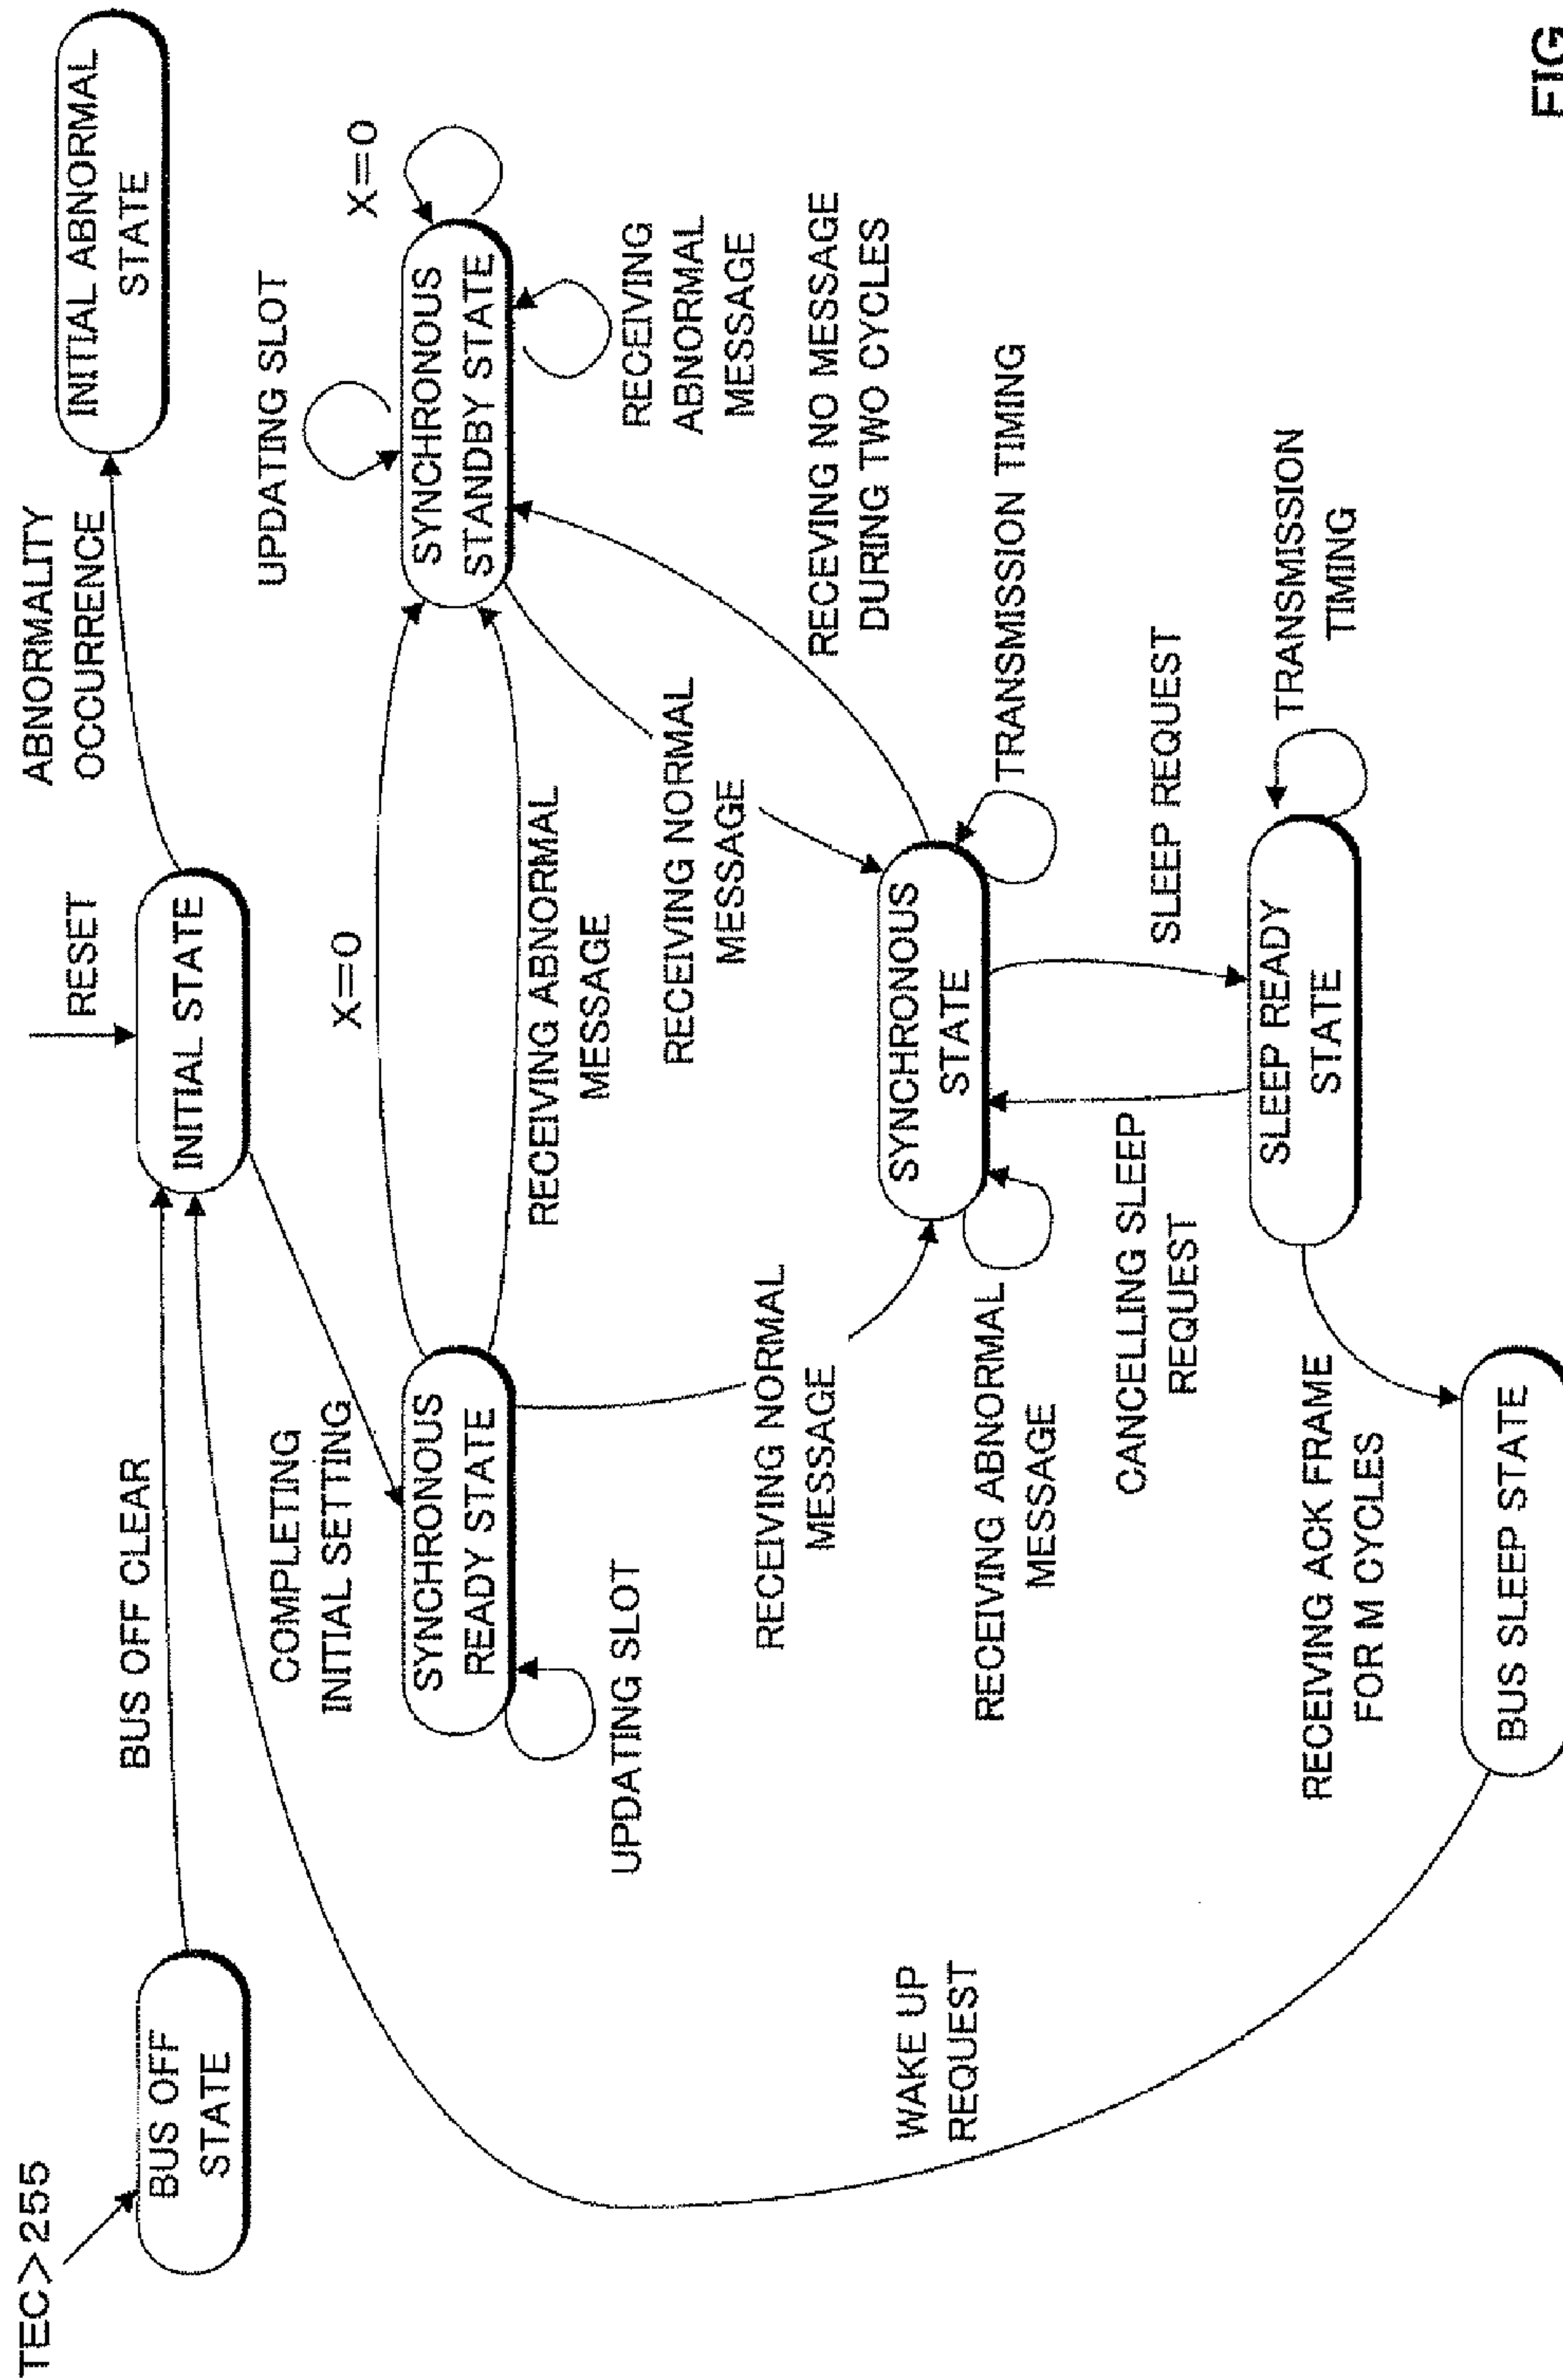 TEC>255
BUS OFF
STATE
BUS OFF CLEAR
RESET
INITIAL STATE
ABNORMALITY
OCCURRENCE
INITIAL ABNORMAL
STATE
COMPLETING
INITIAL SETTING
SYNCHRONOUS
READY STATE
UPDATING SLOT
X=0
RECEIVING ABNORMAL
MESSAGE
UPDATING SLOT
SYNCHRONOUS
STANDBY STATE
X=0
RECEIVING
ABNORMAL
MESSAGE
RECEIVING NORMAL
MESSAGE
RECEIVING NORMAL
MESSAGE
RECEVING NO MESSAGE
DURING TWO CYCLES
SYNCHRONOUS
STATE
TRANSMISSION TIMING
RECEIVING ABNORMAL
MESSAGE
WAKE UP
REQUEST
CANCELLING SLEEP
REQUEST
SLEEP REQUEST
SLEEP READY
STATE
TRANSMISSION
TIMING
RECEIVING ACK FRAME
FOR M CYCLES
BUS SLEEP STATE
FIG